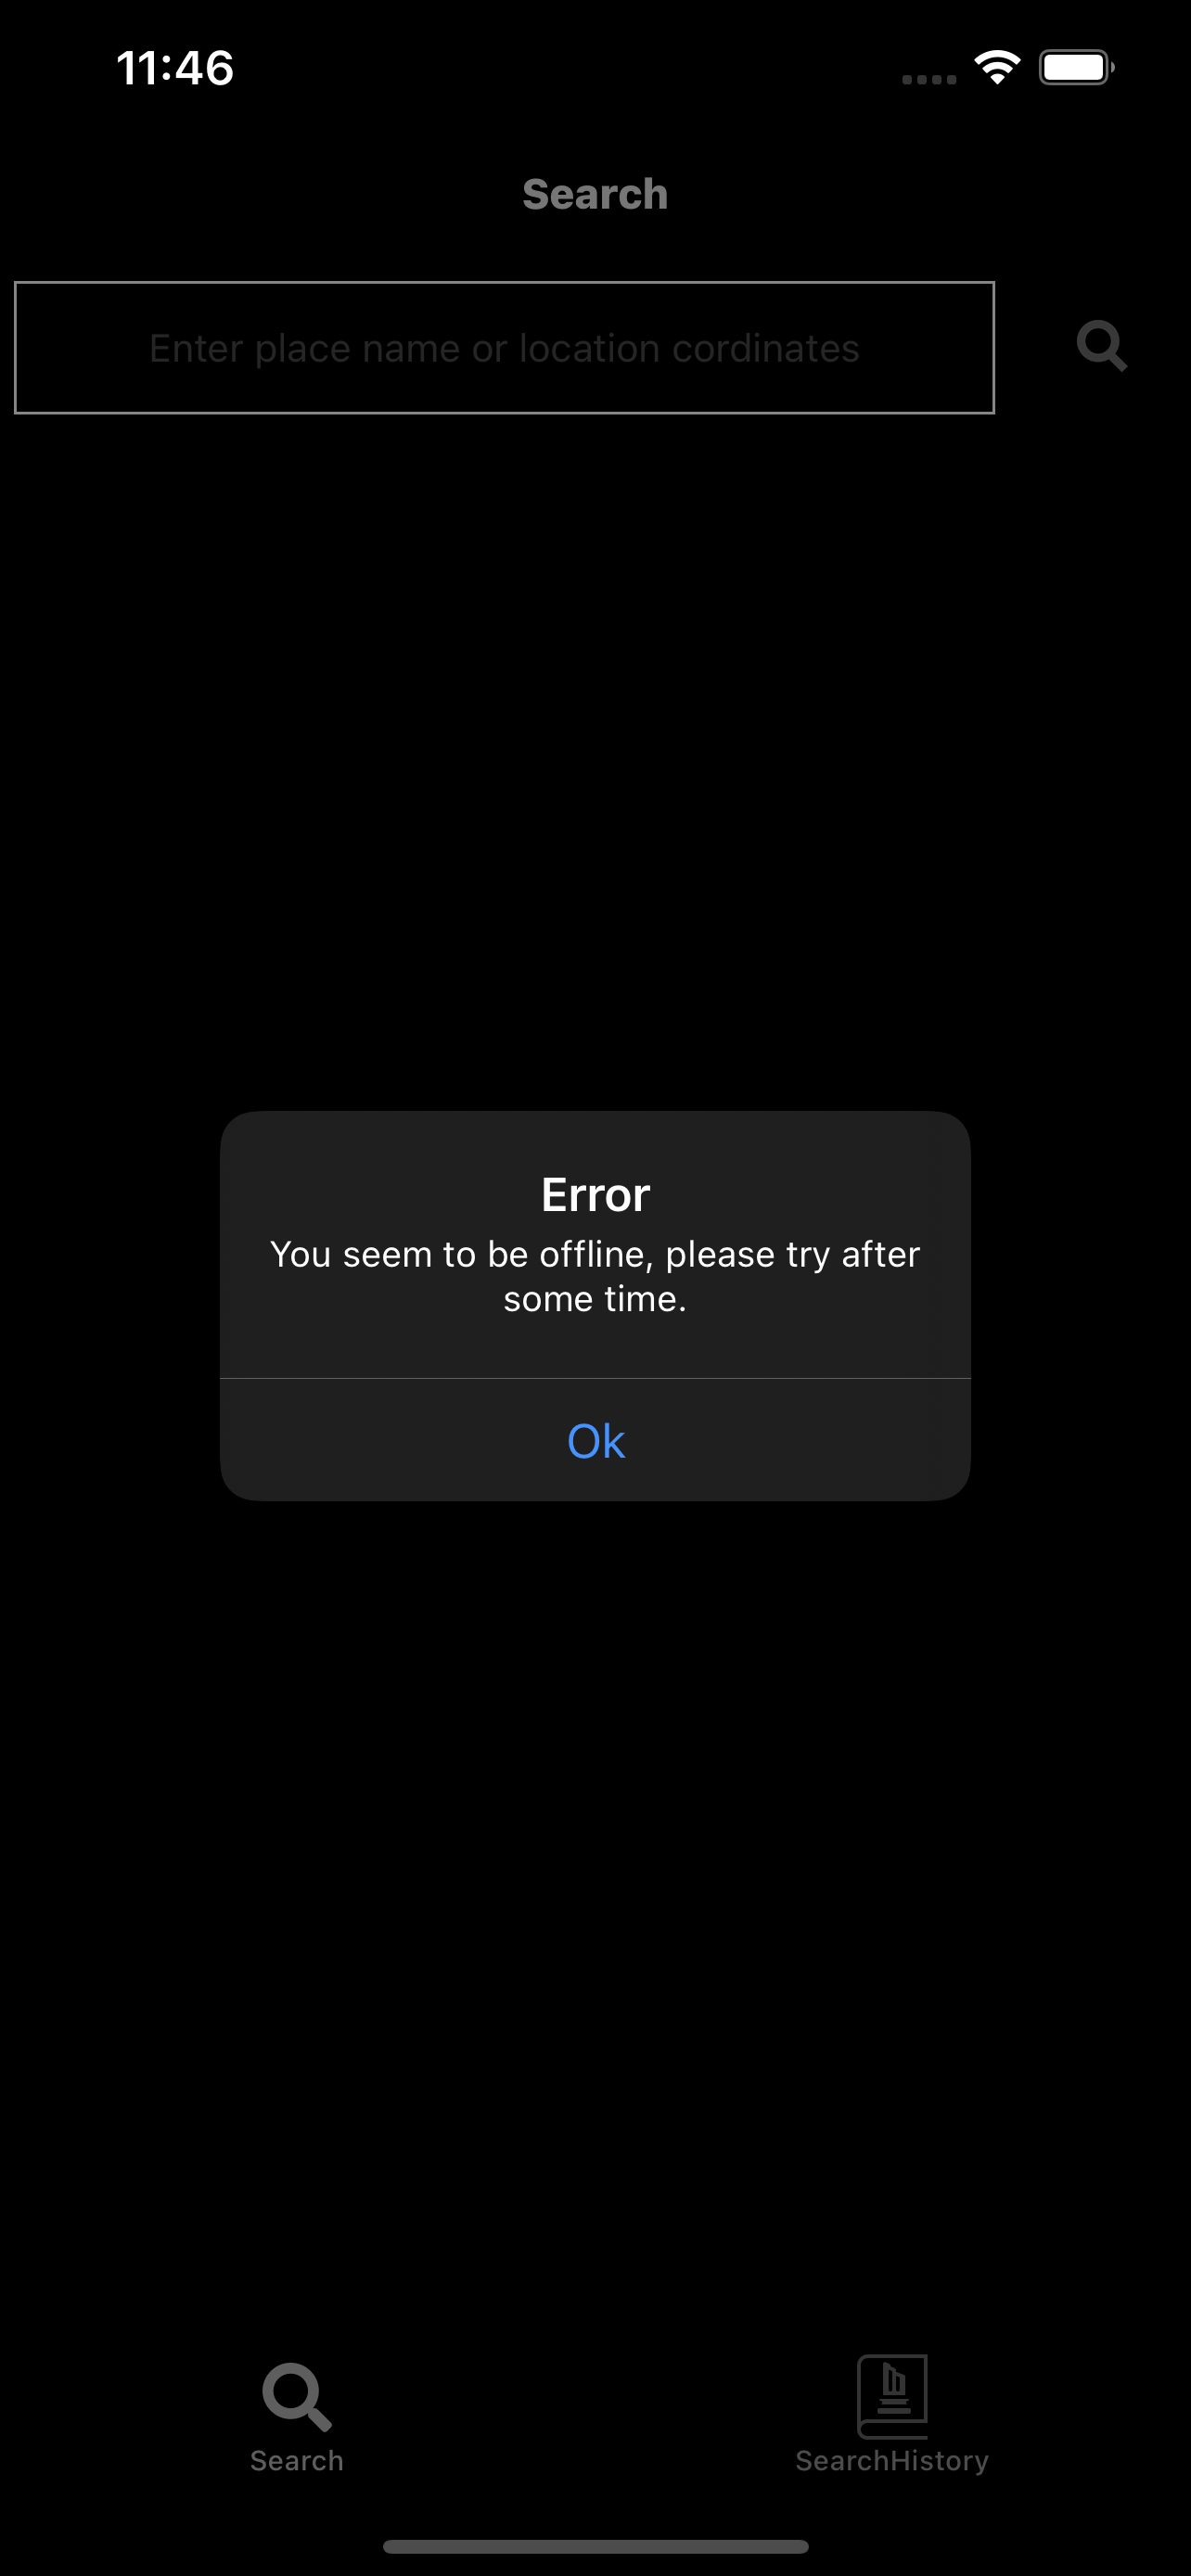 11:46
Search
Enter place name or location cordinates
Error
You seem to be offline, please try after
some time.
Ok
Search
SearchHistory